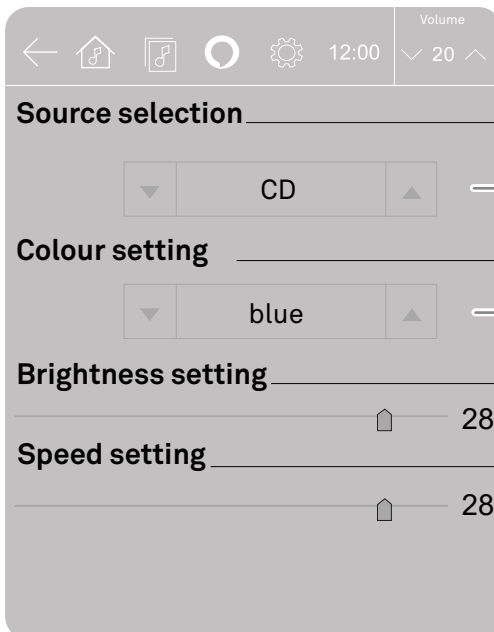 Volume
12:00 20
Source selection
CD
Colour setting
blue
Brightness setting
28
Speed setting
28